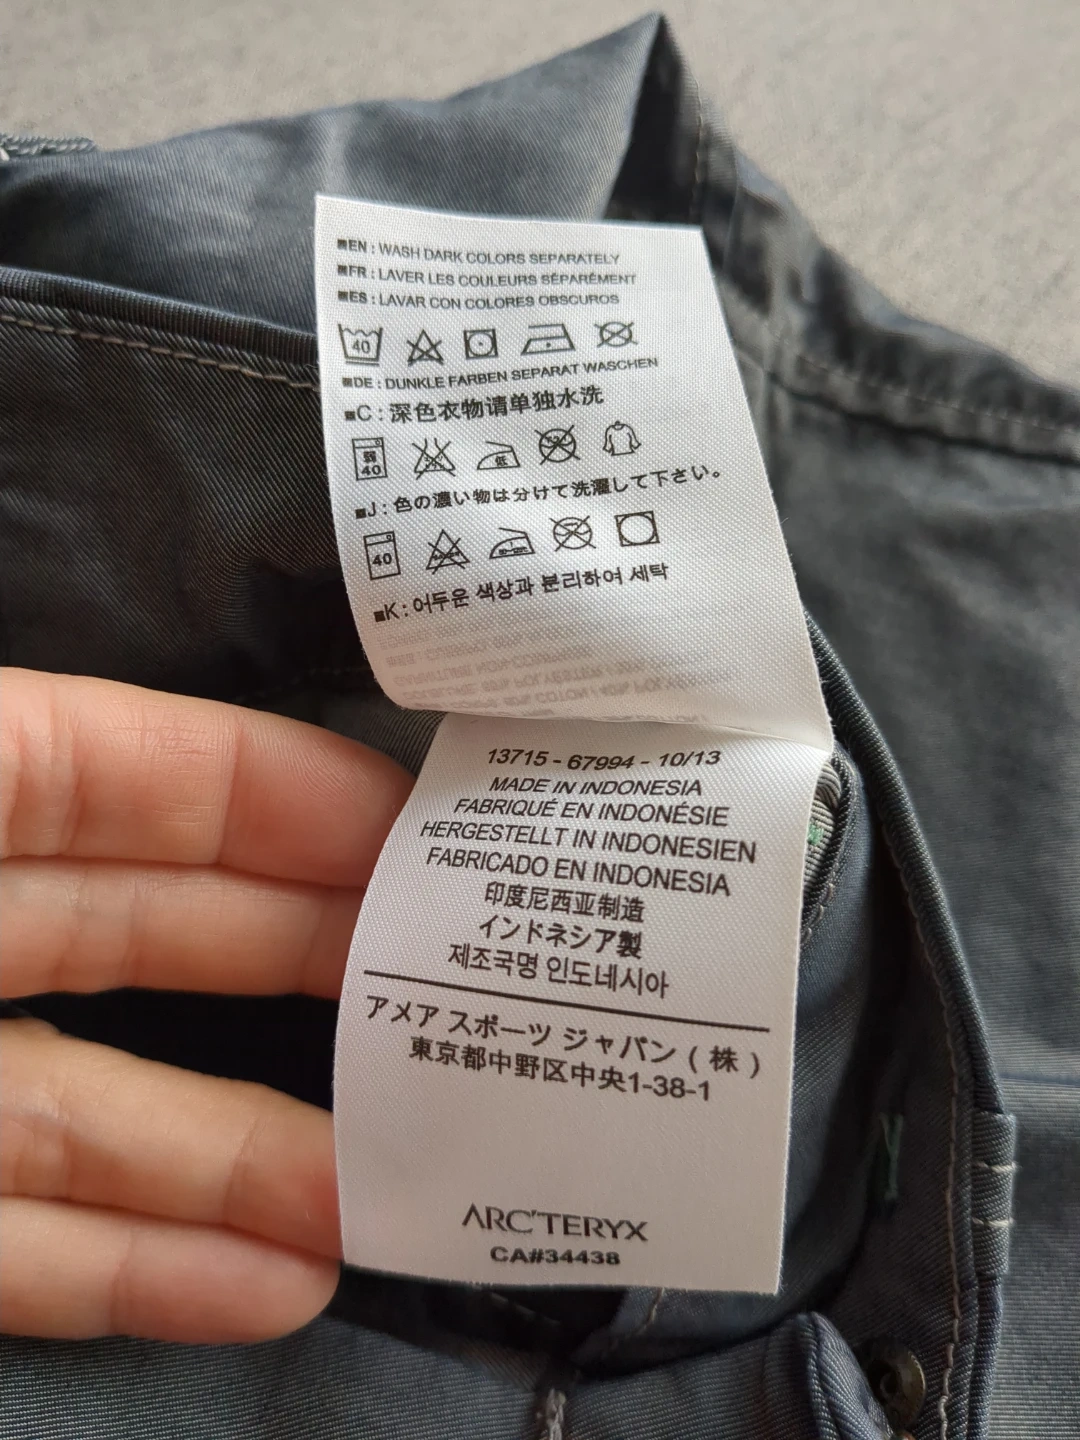 ■EN : WASH DARK COLORS SEPARATELY
■FR : LAVER LES COULEURS SÉPARÉMENT
■ES : LAVAR CON COLORES OBSCUROS
40
■DE : DUNKLE FARBEN SEPARAT WASCHEN
■C : 深色衣物请单独水洗
弱 40 低
■J : 色の濃い物は分けて洗濯して下さい。
40
■K : 어두운 색상과 분리하여 세탁
13715 - 67994 - 10/13
MADE IN INDONESIA
FABRIQUÉ EN INDONÉSIE
HERGESTELLT IN INDONESIEN
FABRICADO EN INDONESIA
印度尼西亚制造
インドネシア製
제조국명 인도네시아
アメア スポーツ ジャパン ( 株 )
東京都中野区中央1-38-1
ARC'TERYX
CA#34438